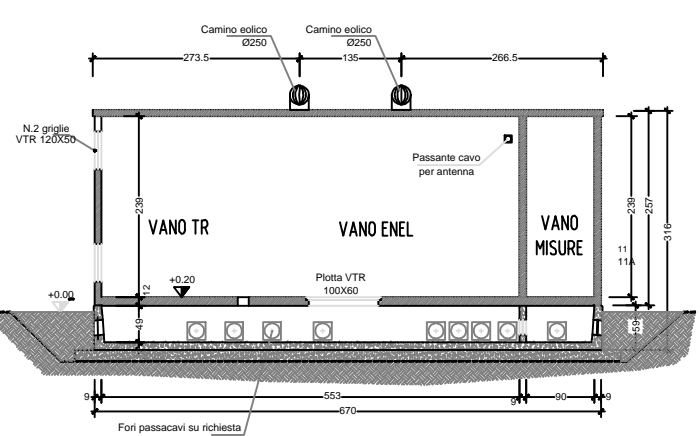 Camino eolico
Ø250
Camino eolico
Ø250
273.5
135
266.5
N.2 griglie
VTR 120X50
Passante cavo
per antenna
239
VANO TR
VANO ENEL
VANO
MISURE
239
257
316
11
11A
+0.20
+0.00
12
Plotta VTR
100X60
49
59
9
553
9
90
9
670
Fori passacavi su richiesta